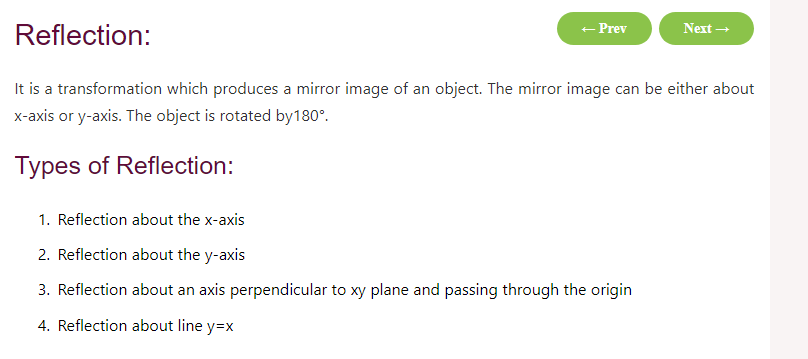 Reflection:
← Prev
Next →
It is a transformation which produces a mirror image of an object. The mirror image can be either about
x-axis or y-axis. The object is rotated by180°.
Types of Reflection:
1. Reflection about the x-axis
2. Reflection about the y-axis
3. Reflection about an axis perpendicular to xy plane and passing through the origin
4. Reflection about line y=x